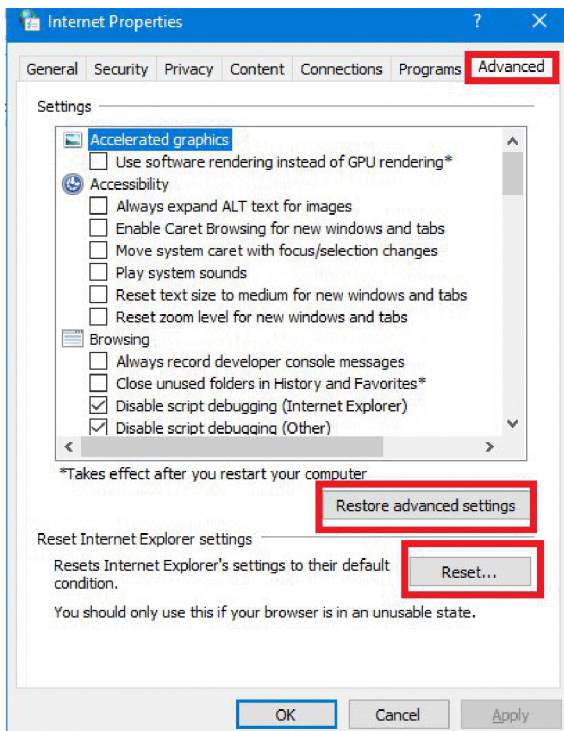 Internet Properties
?
General Security Privacy Content Connections Programs Advanced
Settings
Accelerated graphics
Use software rendering instead of GPU rendering*
Accessibility
Always expand ALT text for images
Enable Caret Browsing for new windows and tabs
Move system caret with focus/selection changes
Play system sounds
Reset text size to medium for new windows and tabs
Reset zoom level for new windows and tabs
Browsing
Always record developer console messages
Close unused folders in History and Favorites*
Disable script debugging (Internet Explorer)
Disable script debugging (Other)
*Takes effect after you restart your computer
Restore advanced settings
Reset Internet Explorer settings
Resets Internet Explorer's settings to their default
condition.
Reset...
You should only use this if your browser is in an unusable state.
OK Cancel Apply